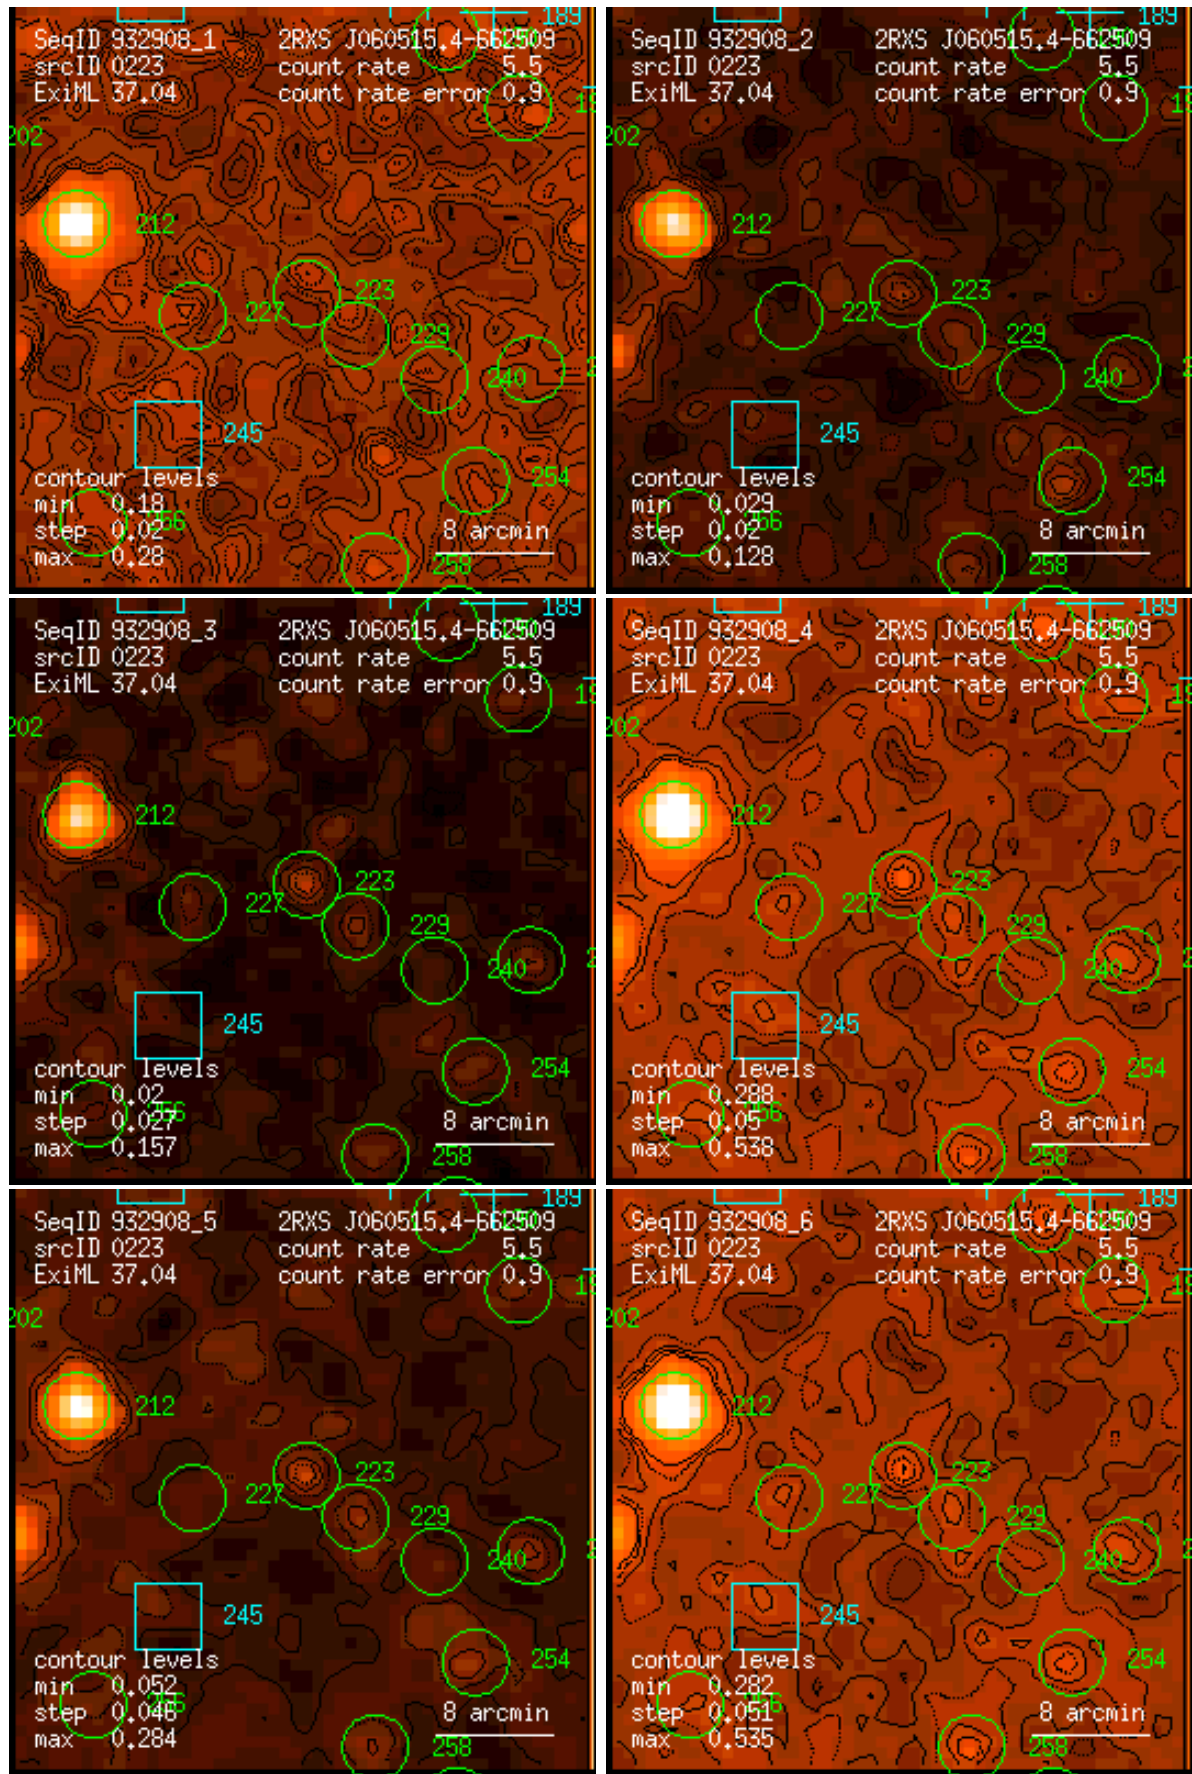 189
SeqID 932908_1 2RXS J060515.4-662509
srcID 0223 count rate 5.5
ExiML 37.04 count rate error 0.9
202
212
223
227
229
240
245
254
contour levels
min 0.18
step 0.02
max 0.28
8 arcmin
258
189
SeqID 932908_2 2RXS J060515.4-662509
srcID 0223 count rate 5.5
ExiML 37.04 count rate error 0.9
202
212
223
227
229
240
245
254
contour levels
min 0.029
step 0.02
max 0.128
8 arcmin
258
189
SeqID 932908_3 2RXS J060515.4-662509
srcID 0223 count rate 5.5
ExiML 37.04 count rate error 0.9
202
212
223
227
229
240
245
254
contour levels
min 0.02
step 0.027
max 0.157
8 arcmin
258
189
SeqID 932908_4 2RXS J060515.4-662509
srcID 0223 count rate 5.5
ExiML 37.04 count rate error 0.9
202
212
223
227
229
240
245
254
contour levels
min 0.288
step 0.05
max 0.538
8 arcmin
258
189
SeqID 932908_5 2RXS J060515.4-662509
srcID 0223 count rate 5.5
ExiML 37.04 count rate error 0.9
202
212
223
227
229
240
245
254
contour levels
min 0.052
step 0.046
max 0.284
8 arcmin
258
189
SeqID 932908_6 2RXS J060515.4-662509
srcID 0223 count rate 5.5
ExiML 37.04 count rate error 0.9
202
212
223
227
229
240
245
254
contour levels
min 0.282
step 0.051
max 0.535
8 arcmin
258